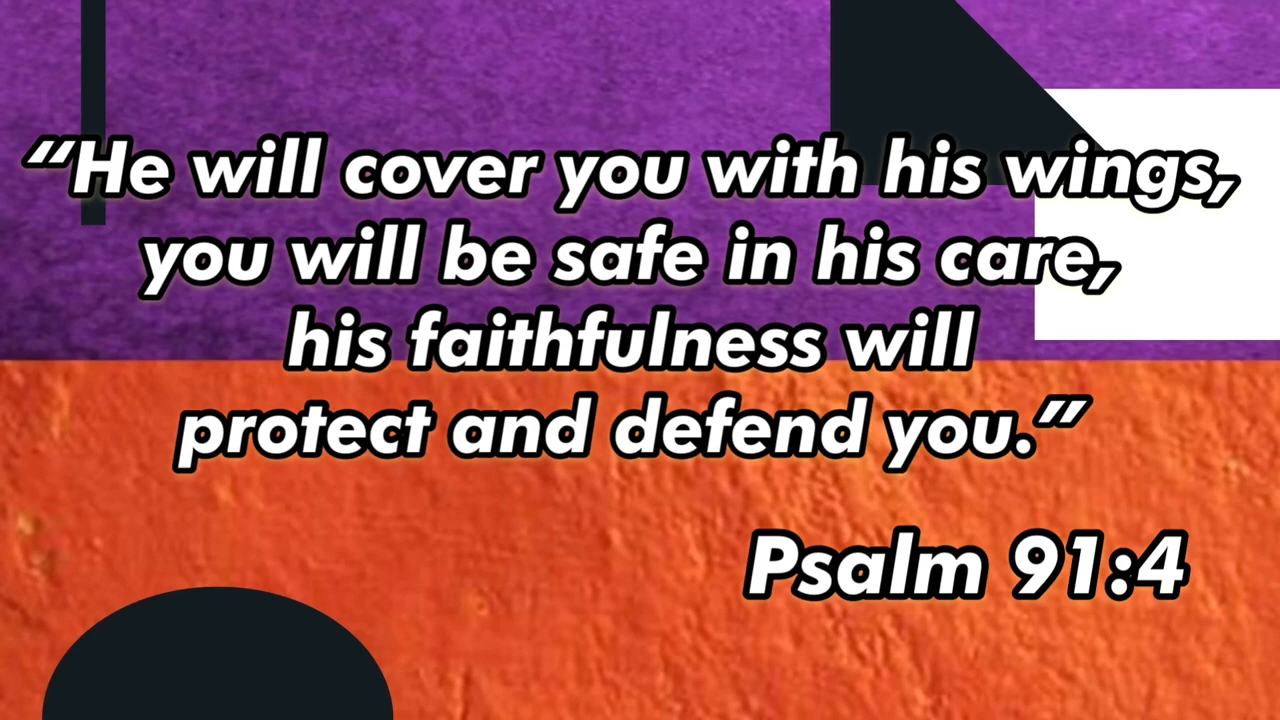 “He will cover you with his wings,
you will be safe in his care,
his faithfulness will
protect and defend you.”
Psalm 91:4